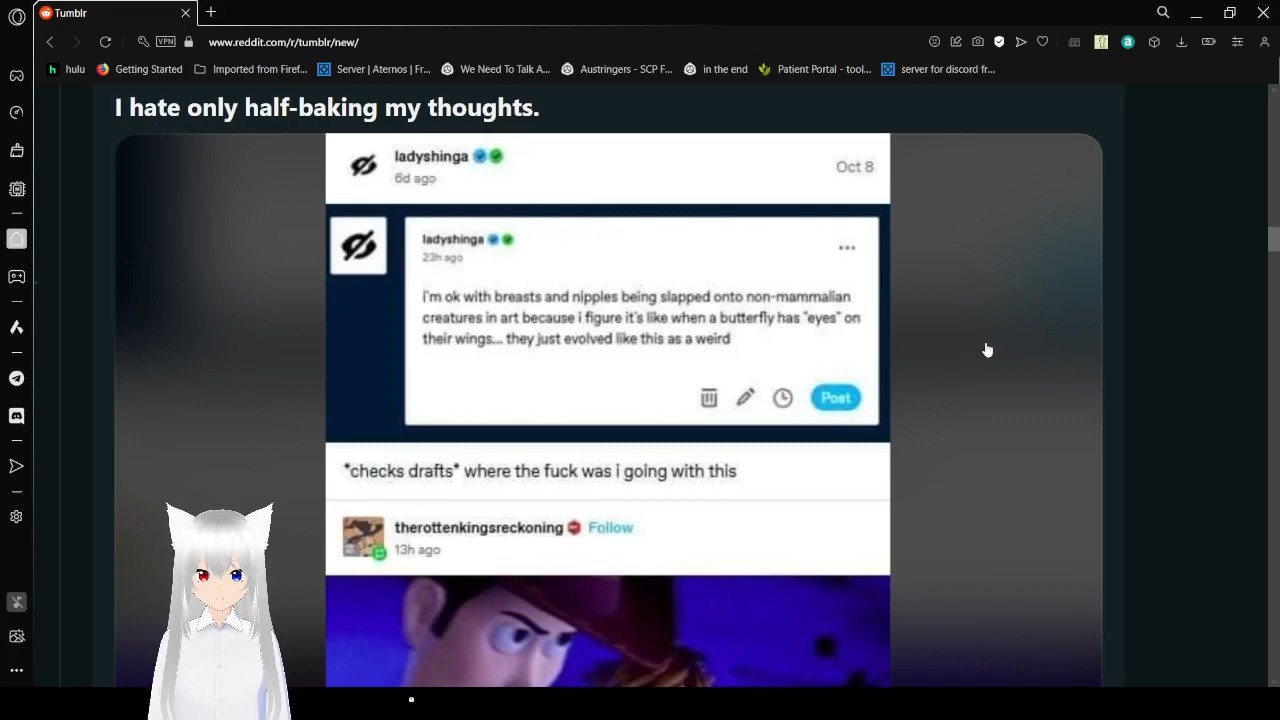 Tumblr
www.reddit.com/r/tumblr/new/
VPN
hulu
Getting Started
Imported from Firef...
Server | Aternos | Fr...
We Need To Talk A...
Austringers - SCP F...
in the end
Patient Portal - tool...
server for discord fr...
I hate only half-baking my thoughts.
ladyshinga
6d ago
Oct 8
ladyshinga
23h ago
i'm ok with breasts and nipples being slapped onto non-mammalian
creatures in art because i figure it's like when a butterfly has "eyes" on
their wings... they just evolved like this as a weird
Post
*checks drafts* where the fuck was i going with this
therottenkingsreckoning Follow
13h ago